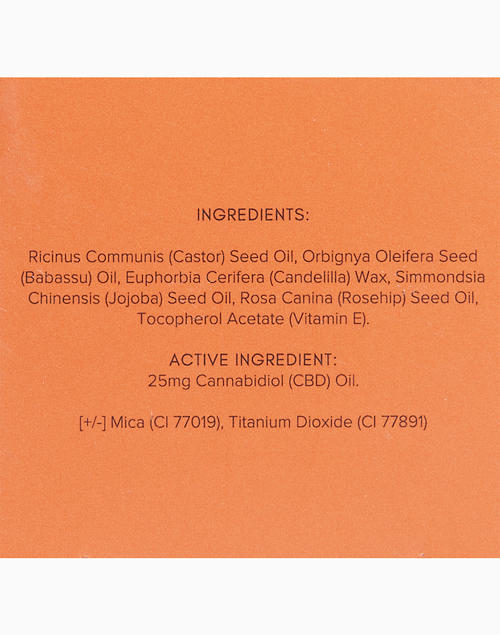 INGREDIENTS:
Ricinus Communis (Castor) Seed Oil, Orbignya Oleifera Seed
(Babassu) Oil, Euphorbia Cerifera (Candelilla) Wax, Simmondsia
Chinensis (Jojoba) Seed Oil, Rosa Canina (Rosehip) Seed Oil,
Tocopherol Acetate (Vitamin E).
ACTIVE INGREDIENT:
25mg Cannabidiol (CBD) Oil.
[+/-] Mica (CI 77019), Titanium Dioxide (CI 77891)